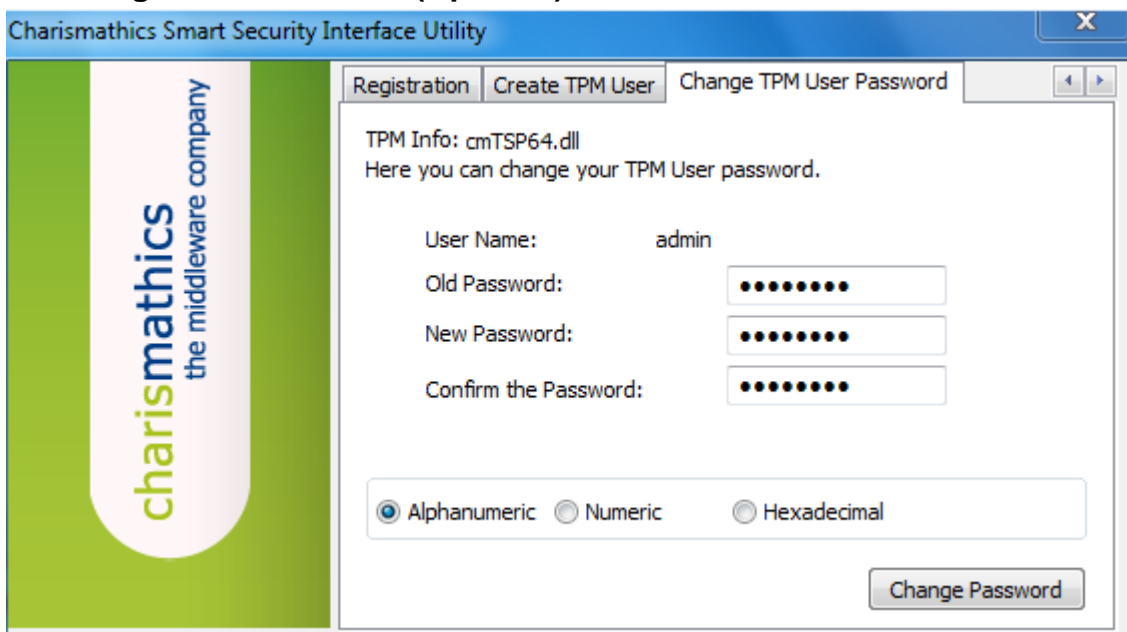 Charismathics Smart Security Interface Utility
X
charismathics
the middleware company
Registration
Create TPM User
Change TPM User Password
TPM Info: cmTSP64.dll
Here you can change your TPM User password.
User Name: admin
Old Password: ●●●●●●●●
New Password: ●●●●●●●●
Confirm the Password: ●●●●●●●●
Alphanumeric Numeric Hexadecimal
Change Password